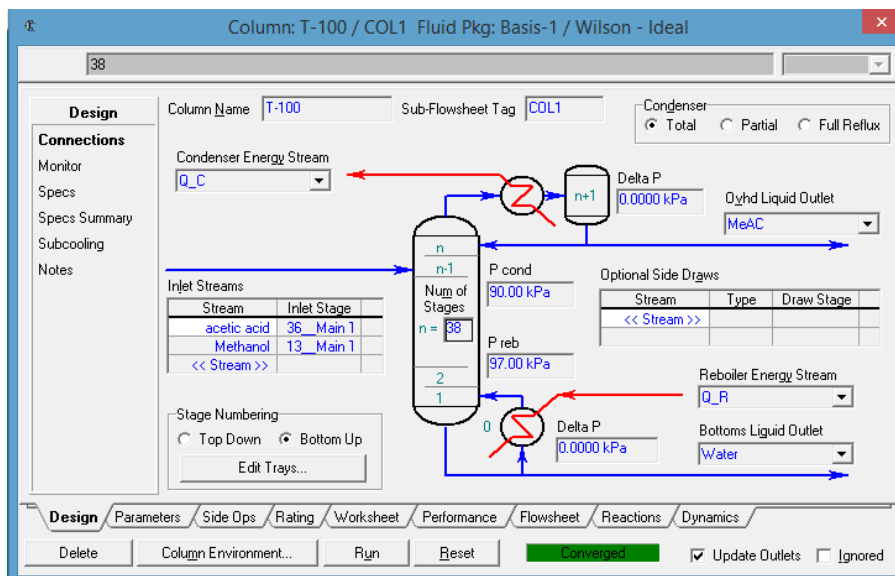 Column: T-100 / COL1 Fluid Pkg: Basis-1 / Wilson - Ideal
38
Design
Connections
Monitor
Specs
Specs Summary
Subcooling
Notes
Column Name T-100 Sub-Flowsheet Tag COL1
Condenser
Total Partial Full Reflux
Condenser Energy Stream
Q_C
n+1
Delta P
0.0000 kPa
Ovhd Liquid Outlet
MeAC
Inlet Streams
Stream Inlet Stage
acetic acid 36__Main 1
Methanol 13__Main 1
<< Stream >>
n
n-1
Num of
Stages
n = 38
2
1
P cond
90.00 kPa
P reb
97.00 kPa
Optional Side Draws
Stream Type Draw Stage
<< Stream >>
Reboiler Energy Stream
Q_R
Stage Numbering
Top Down Bottom Up
Edit Trays...
0
Delta P
0.0000 kPa
Bottoms Liquid Outlet
Water
Design Parameters Side Ops Rating Worksheet Performance Flowsheet Reactions Dynamics
Delete Column Environment... Run Reset Converged Update Outlets Ignored